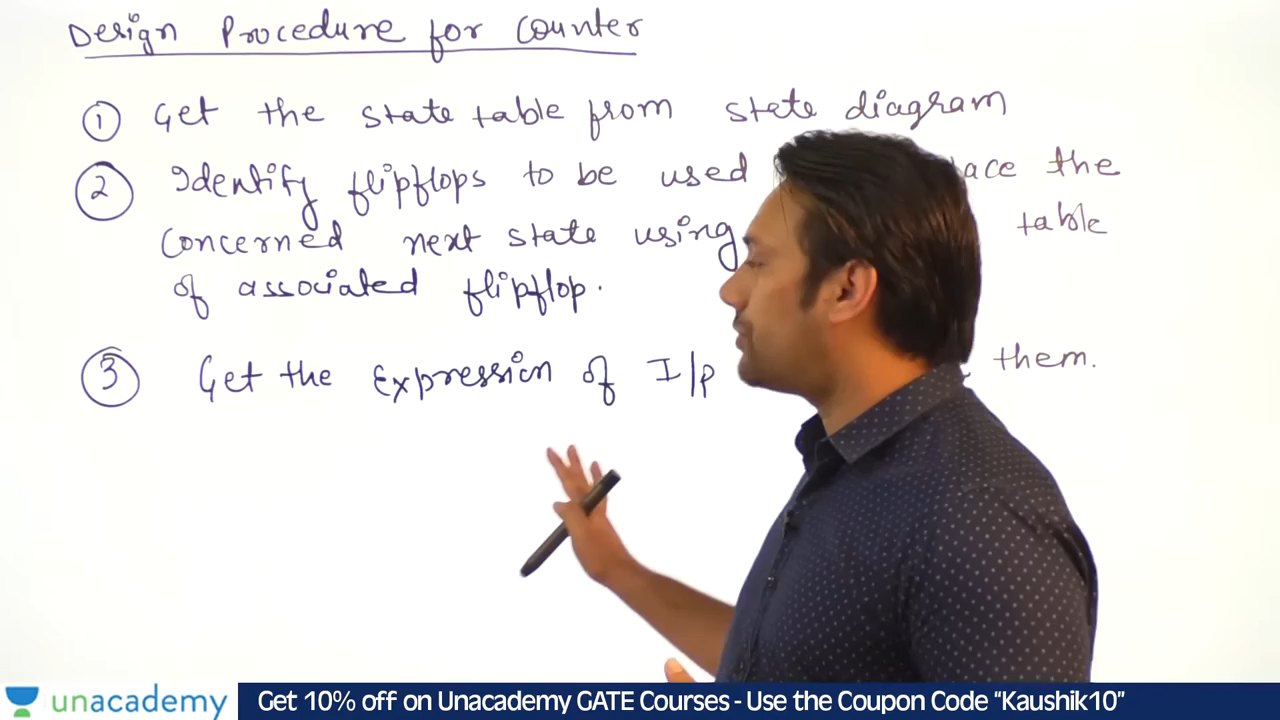 Design Procedure for Counter
① Get the state table from state diagram
② Identify flipflops to be used ace the
concerned next state using table
of associated flipflop.
③ Get the Expression of I/p them.
unacademy
Get 10% off on Unacademy GATE Courses - Use the Coupon Code “Kaushik10”